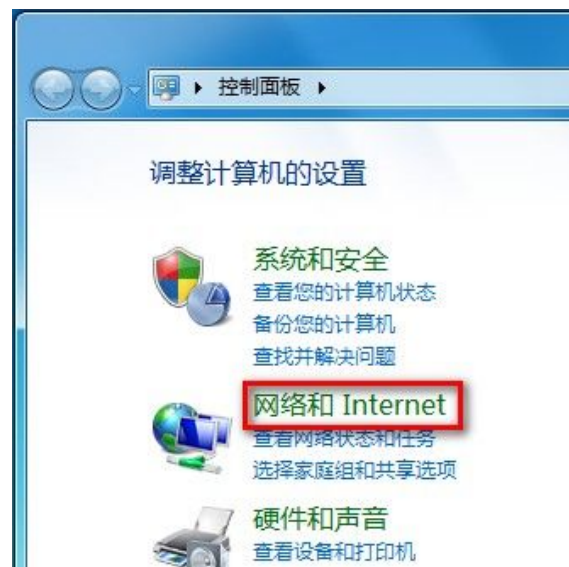 控制面板
调整计算机的设置
系统和安全
查看您的计算机状态
备份您的计算机
查找并解决问题
网络和 Internet
查看网络状态和任务
选择家庭组和共享选项
硬件和声音
查看设备和打印机